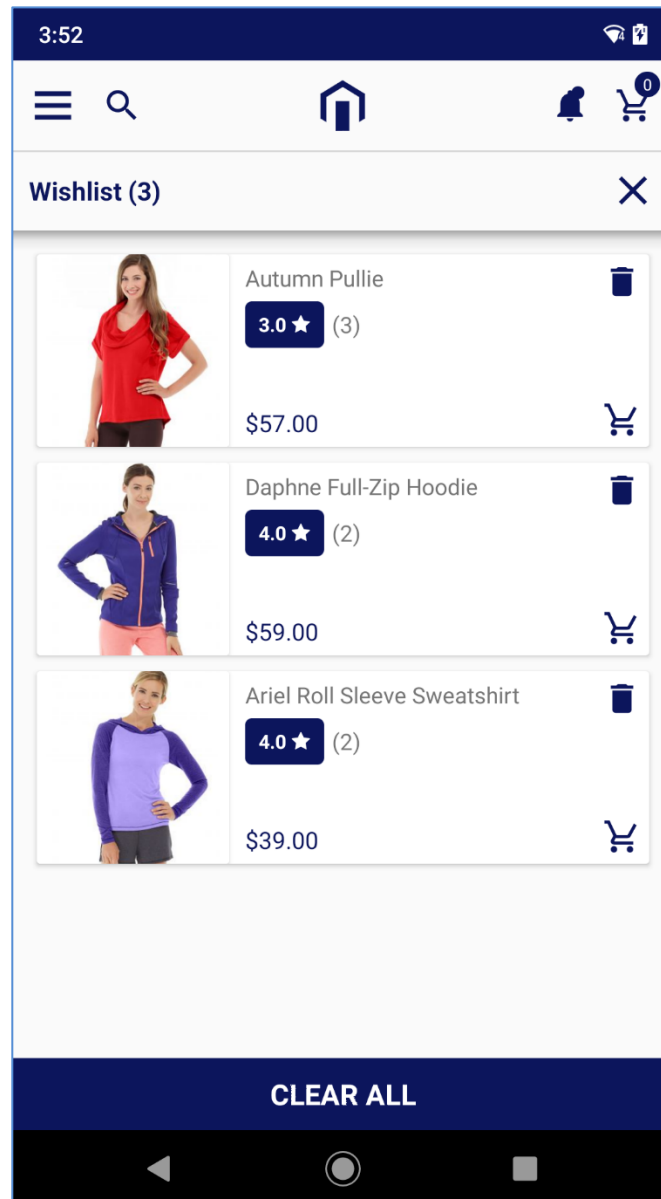 3:52
0
Wishlist (3)
Autumn Pullie
3.0 ★ (3)
$57.00
Daphne Full-Zip Hoodie
4.0 ★ (2)
$59.00
Ariel Roll Sleeve Sweatshirt
4.0 ★ (2)
$39.00
CLEAR ALL